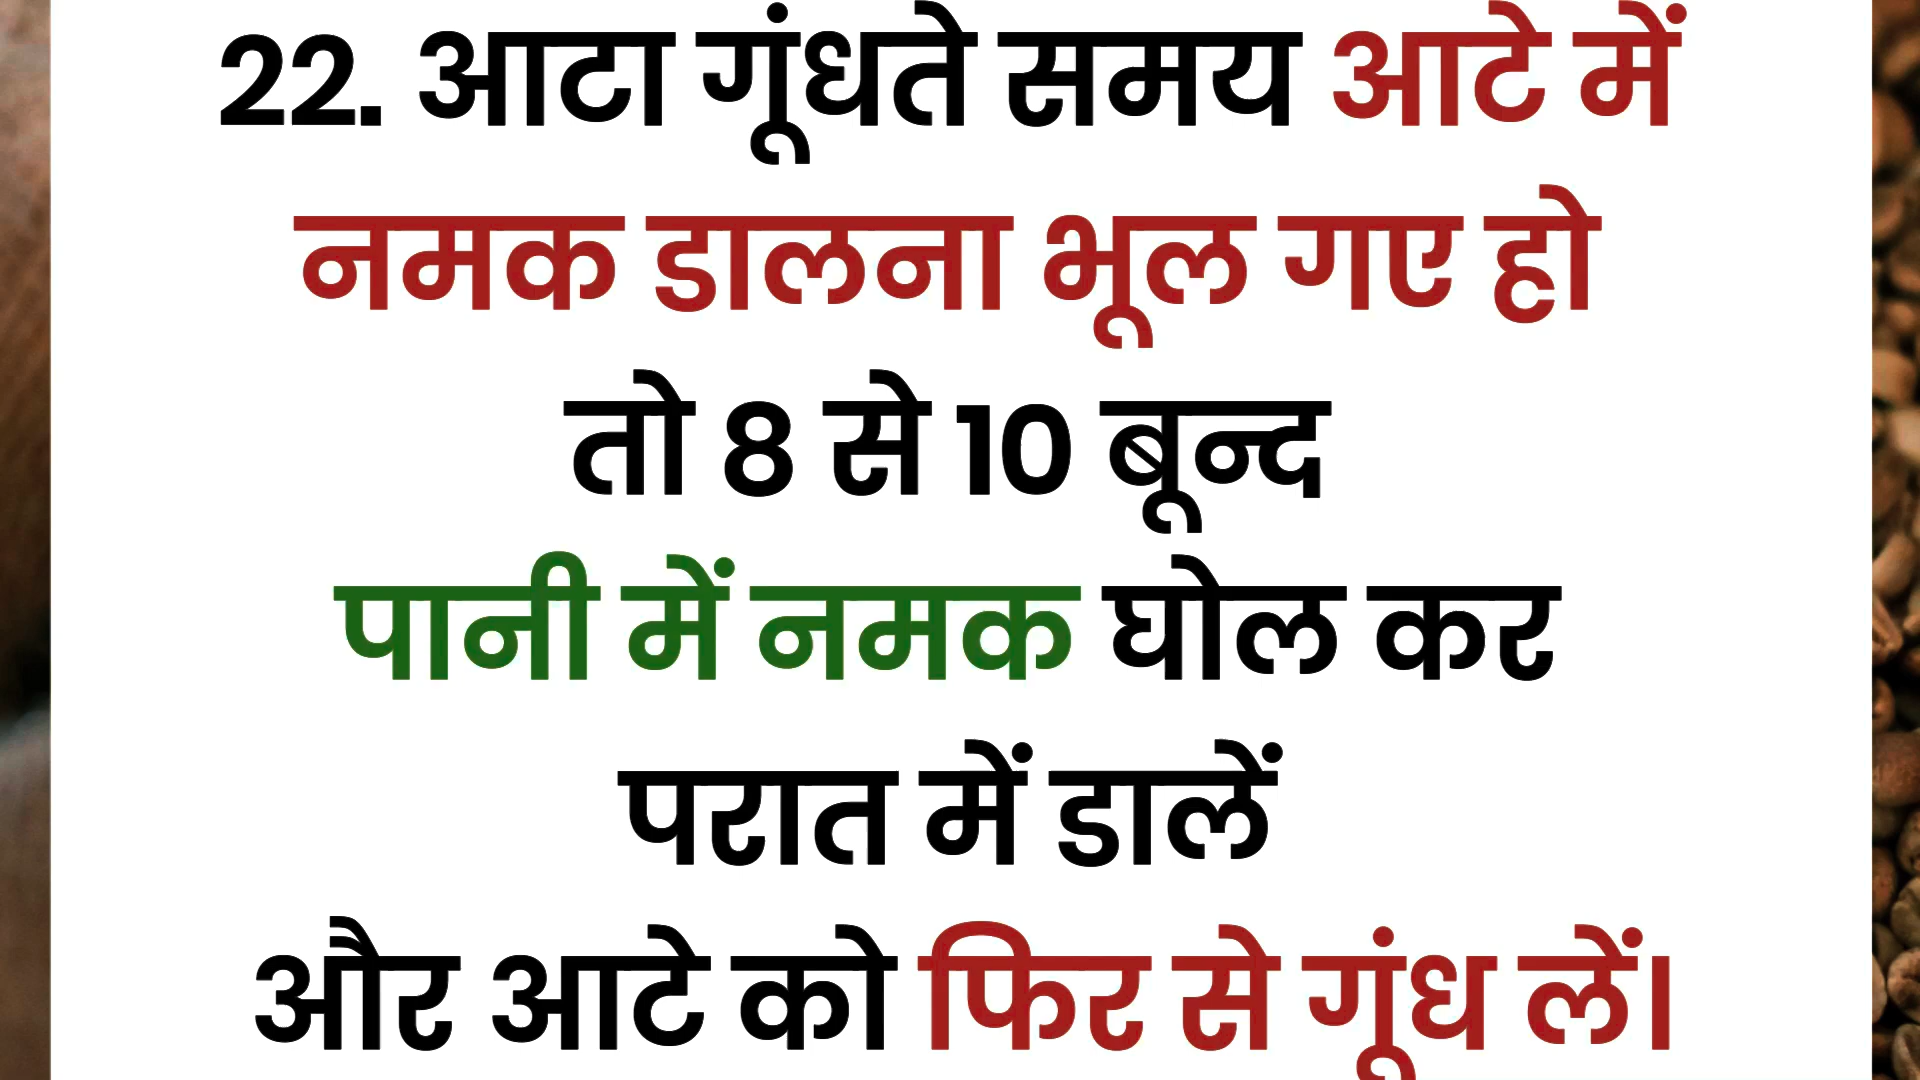 22. आटा गूंधते समय आटे में
नमक डालना भूल गए हो
तो 8 से 10 बून्द
पानी में नमक घोल कर
परात में डालें
और आटे को फिर से गूंध लें।